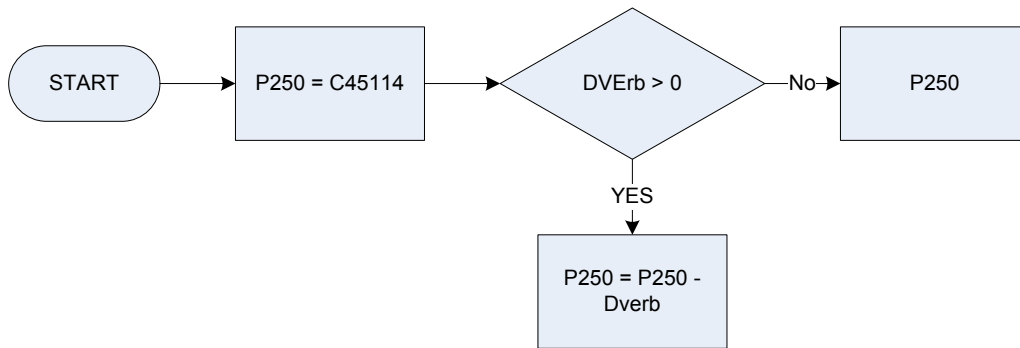 START
P250 = C45114
DVErb > 0
No
P250
YES
P250 = P250 -
Dverb